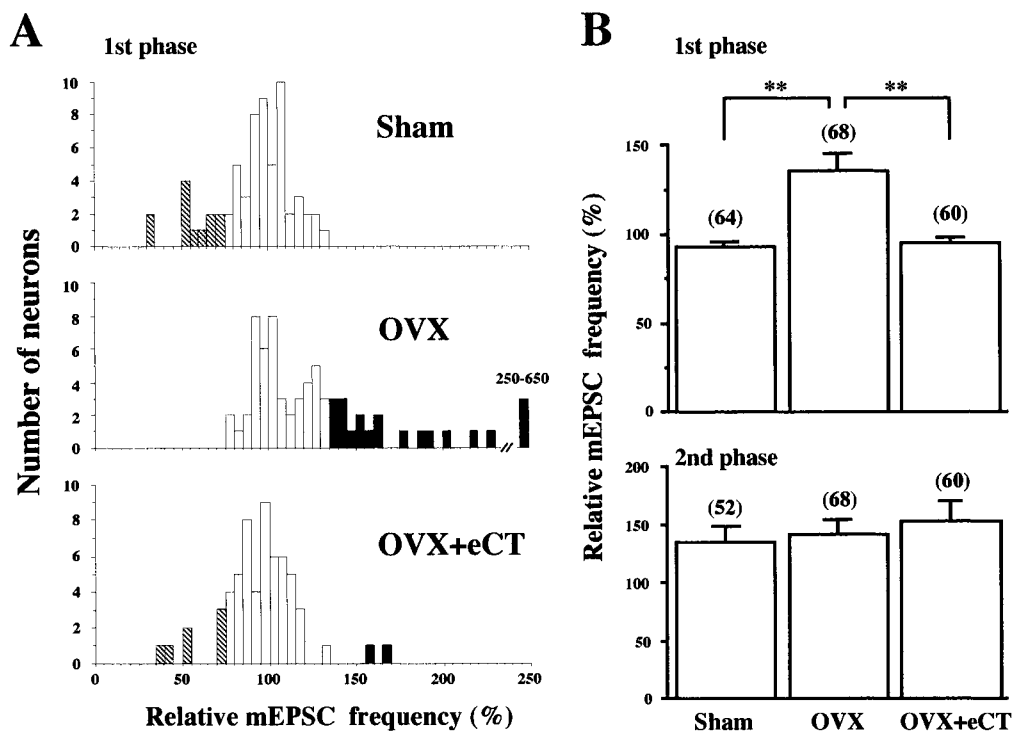 A
1st phase
10
8
6
4
2
0
Sham
Number of neurons
10
8
6
4
2
0
OVX
250-650
//
10
8
6
4
2
0
OVX+eCT
0 50 100 150 200 250
Relative mEPSC frequency (%)
B
1st phase
** **
150
100
50
0
(64) (68) (60)
Relative mEPSC frequency (%)
2nd phase
200
150
100
50
0
(52) (68) (60)
Sham OVX OVX+eCT